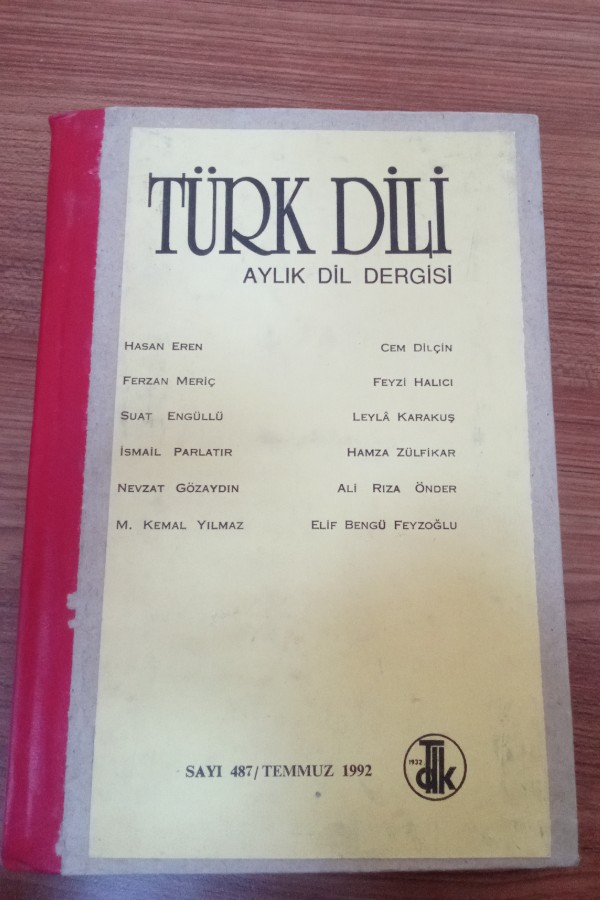 TÜRK DİLİ
AYLIK DİL DERGİSİ
HASAN EREN
CEM DİLÇİN
FERZAN MERİÇ
FEYZİ HALICI
SUAT ENGÜLLÜ
LEYLÂ KARAKUŞ
İSMAİL PARLATIR
HAMZA ZÜLFİKAR
NEVZAT GÖZAYDIN
ALİ RIZA ÖNDER
M. KEMAL YILMAZ
ELİF BENGÜ FEYZOĞLU
SAYI 487/TEMMUZ 1992
1932
Tdk